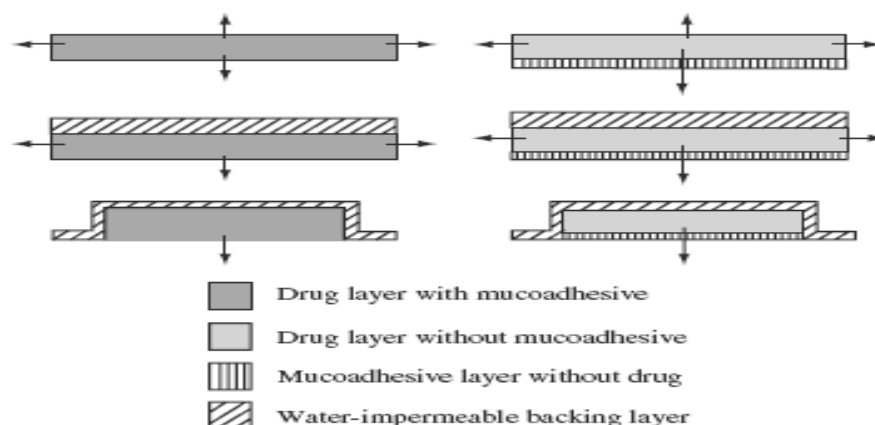 Drug layer with mucoadhesive
Drug layer without mucoadhesive
Mucoadhesive layer without drug
Water-impermeable backing layer